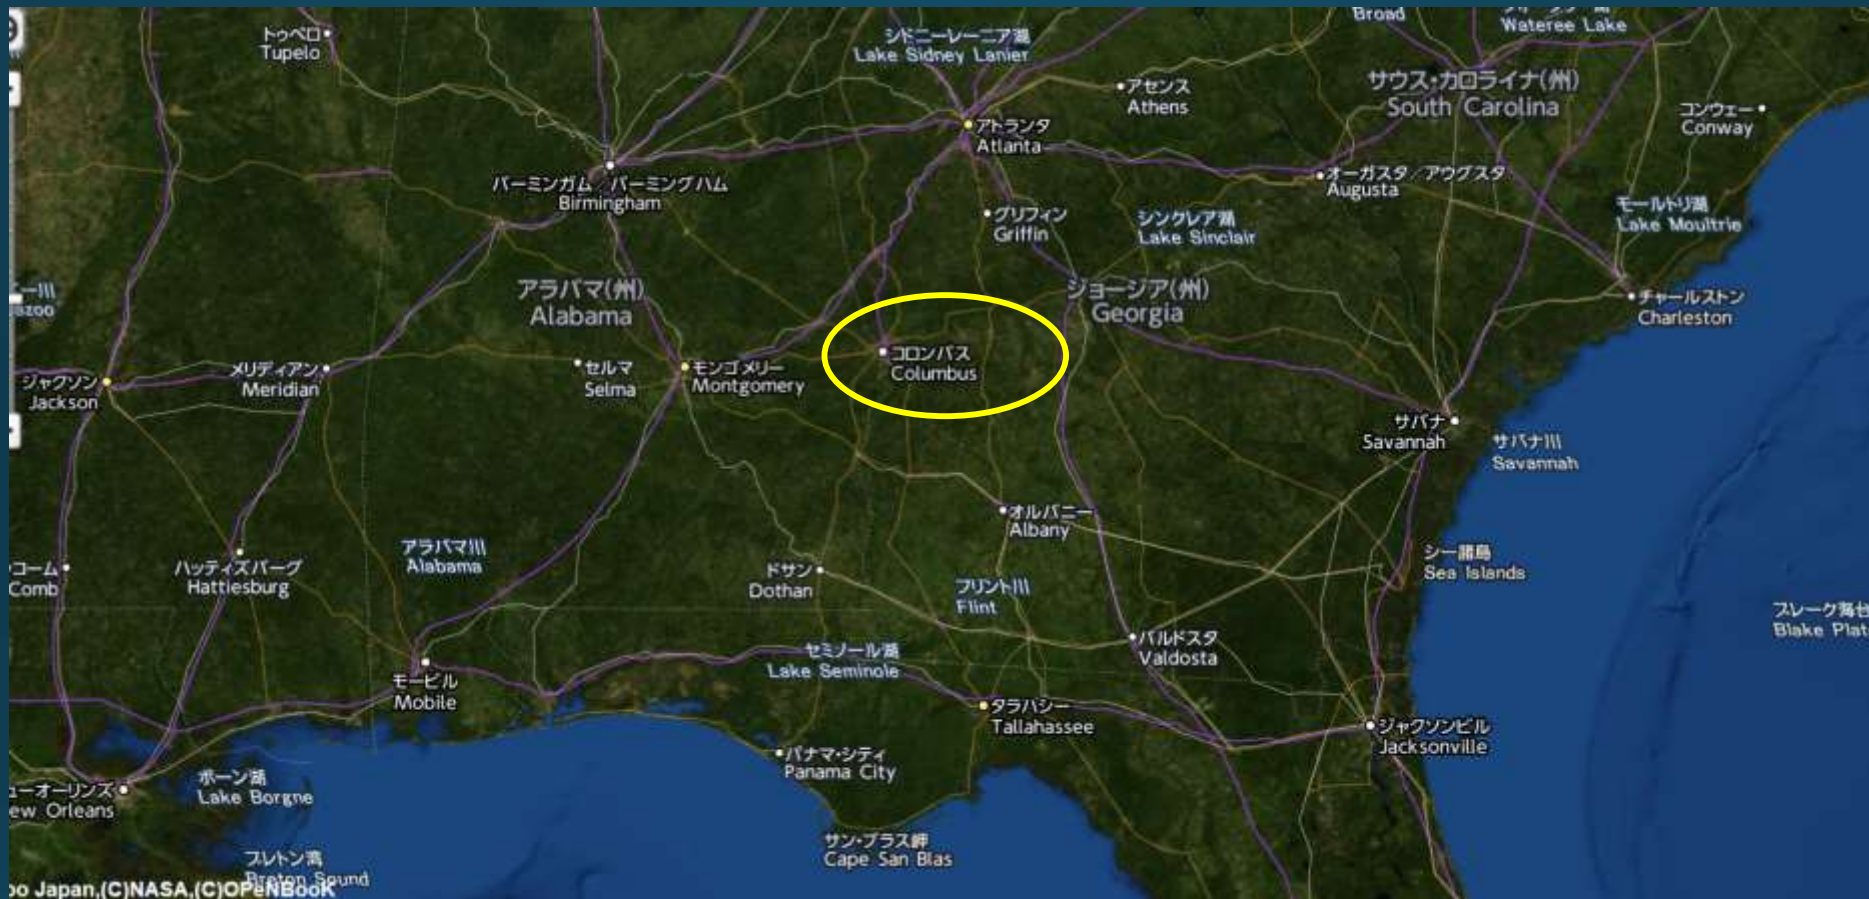 トゥペロ
Tupelo
シドニーレーニア湖
Lake Sidney Lanier
Broad
Wateree Lake
アセンス
Athens
サウス・カロライナ(州)
South Carolina
コンウェー
Conway
アトランタ
Atlanta
バーミンガム／バーミングハム
Birmingham
オーガスタ／アウグスタ
Augusta
グリフィン
Griffin
シンクレア湖
Lake Sinclair
モールトリ湖
Lake Moultrie
アラバマ(州)
Alabama
ジョージア(州)
Georgia
チャールストン
Charleston
ー川
azoo
ジャクソン
Jackson
メリディアン
Meridian
セルマ
Selma
モンゴメリー
Montgomery
コロンバス
Columbus
サバナ
Savannah
サバナ川
Savannah
オルバニー
Albany
コーム
Comb
ハッティズバーグ
Hattiesburg
アラバマ川
Alabama
ドサン
Dothan
フリント川
Flint
シー諸島
Sea Islands
ブレーク海台
Blake Plat
セミノール湖
Lake Seminole
バルドスタ
Valdosta
モービル
Mobile
タラハシー
Tallahassee
ジャクソンビル
Jacksonville
パナマ・シティ
Panama City
ューオーリンズ
ew Orleans
ボーン湖
Lake Borgne
サン・ブラス岬
Cape San Blas
ブレトン湾
Breton Sound
oo Japan,(C)NASA,(C)OPeNBooK